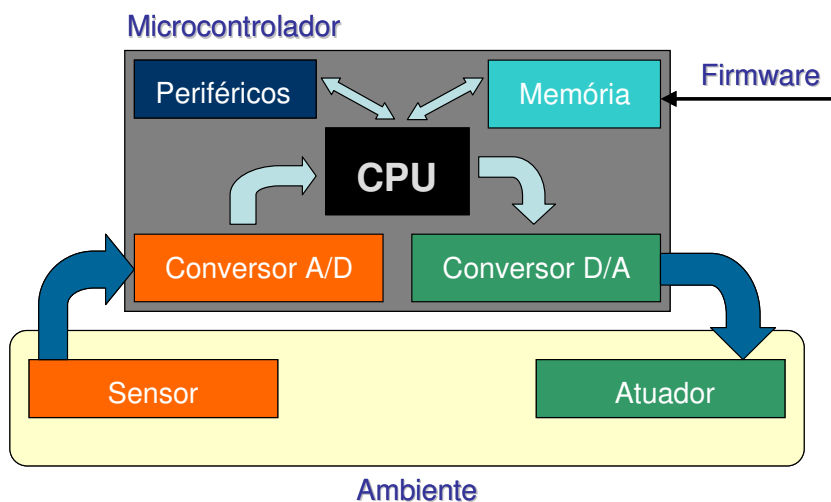 Microcontrolador
Periféricos
Memória
Firmware
CPU
Conversor A/D
Conversor D/A
Sensor
Atuador
Ambiente